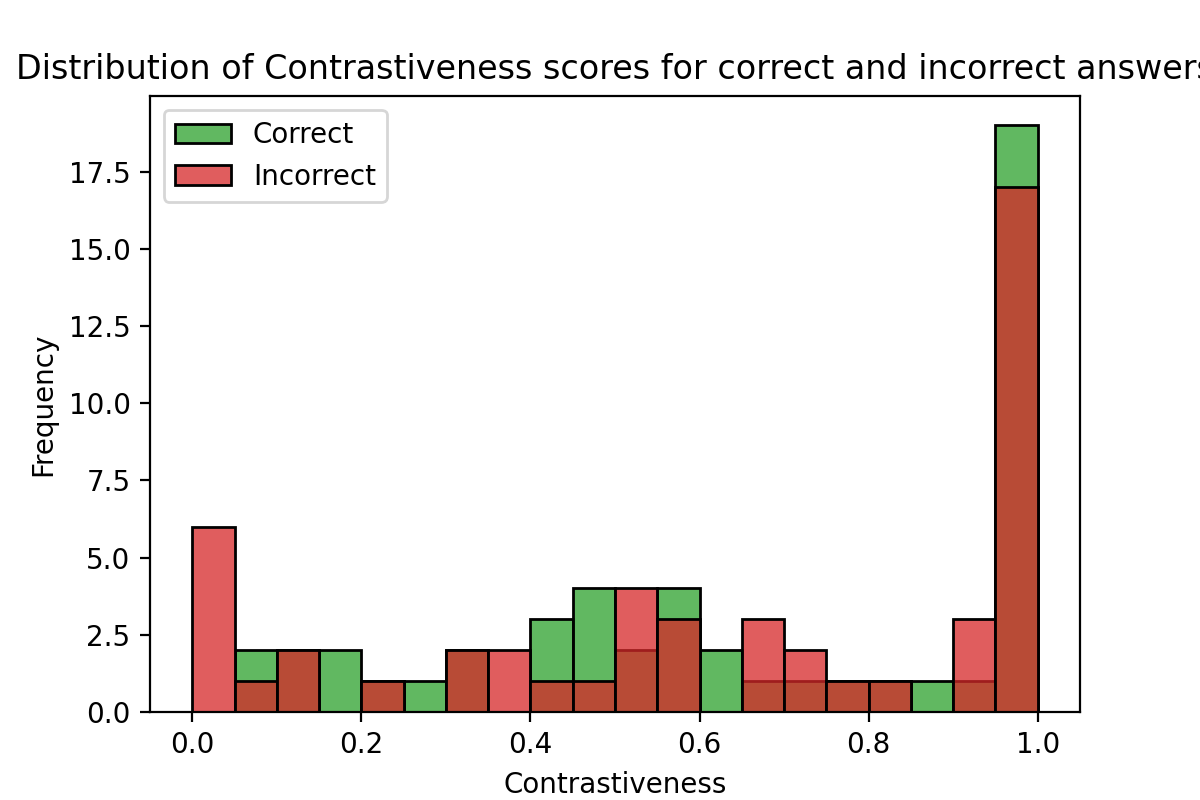 Distribution of Contrastiveness scores for correct and incorrect answers
Correct
Incorrect
17.5
15.0
12.5
10.0
7.5
5.0
2.5
0.0
Frequency
0.0 0.2 0.4 0.6 0.8 1.0
Contrastiveness